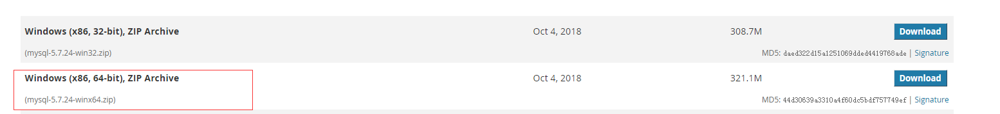 Windows (x86, 32-bit), ZIP Archive Oct 4, 2018 308.7M Download
(mysql-5.7.24-win32.zip) MD5: daed322d15a1251069dded4419768ade | Signature
Windows (x86, 64-bit), ZIP Archive Oct 4, 2018 321.1M Download
(mysql-5.7.24-winx64.zip) MD5: 44d30639a3310a4f60dc5bdf757749ef | Signature